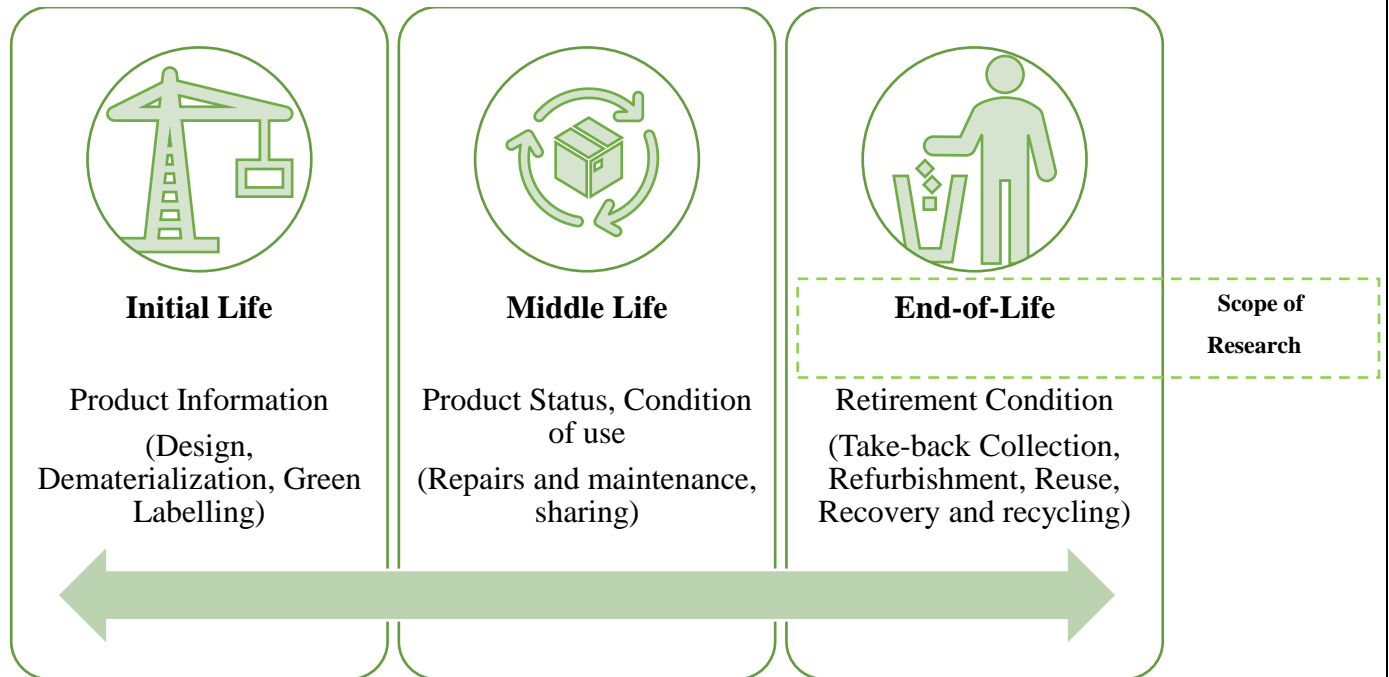 Initial Life
Product Information
(Design,
Dematerialization, Green
Labelling)
Middle Life
Product Status, Condition
of use
(Repairs and maintenance,
sharing)
End-of-Life
Retirement Condition
(Take-back Collection,
Refurbishment, Reuse,
Recovery and recycling)
Scope of
Research